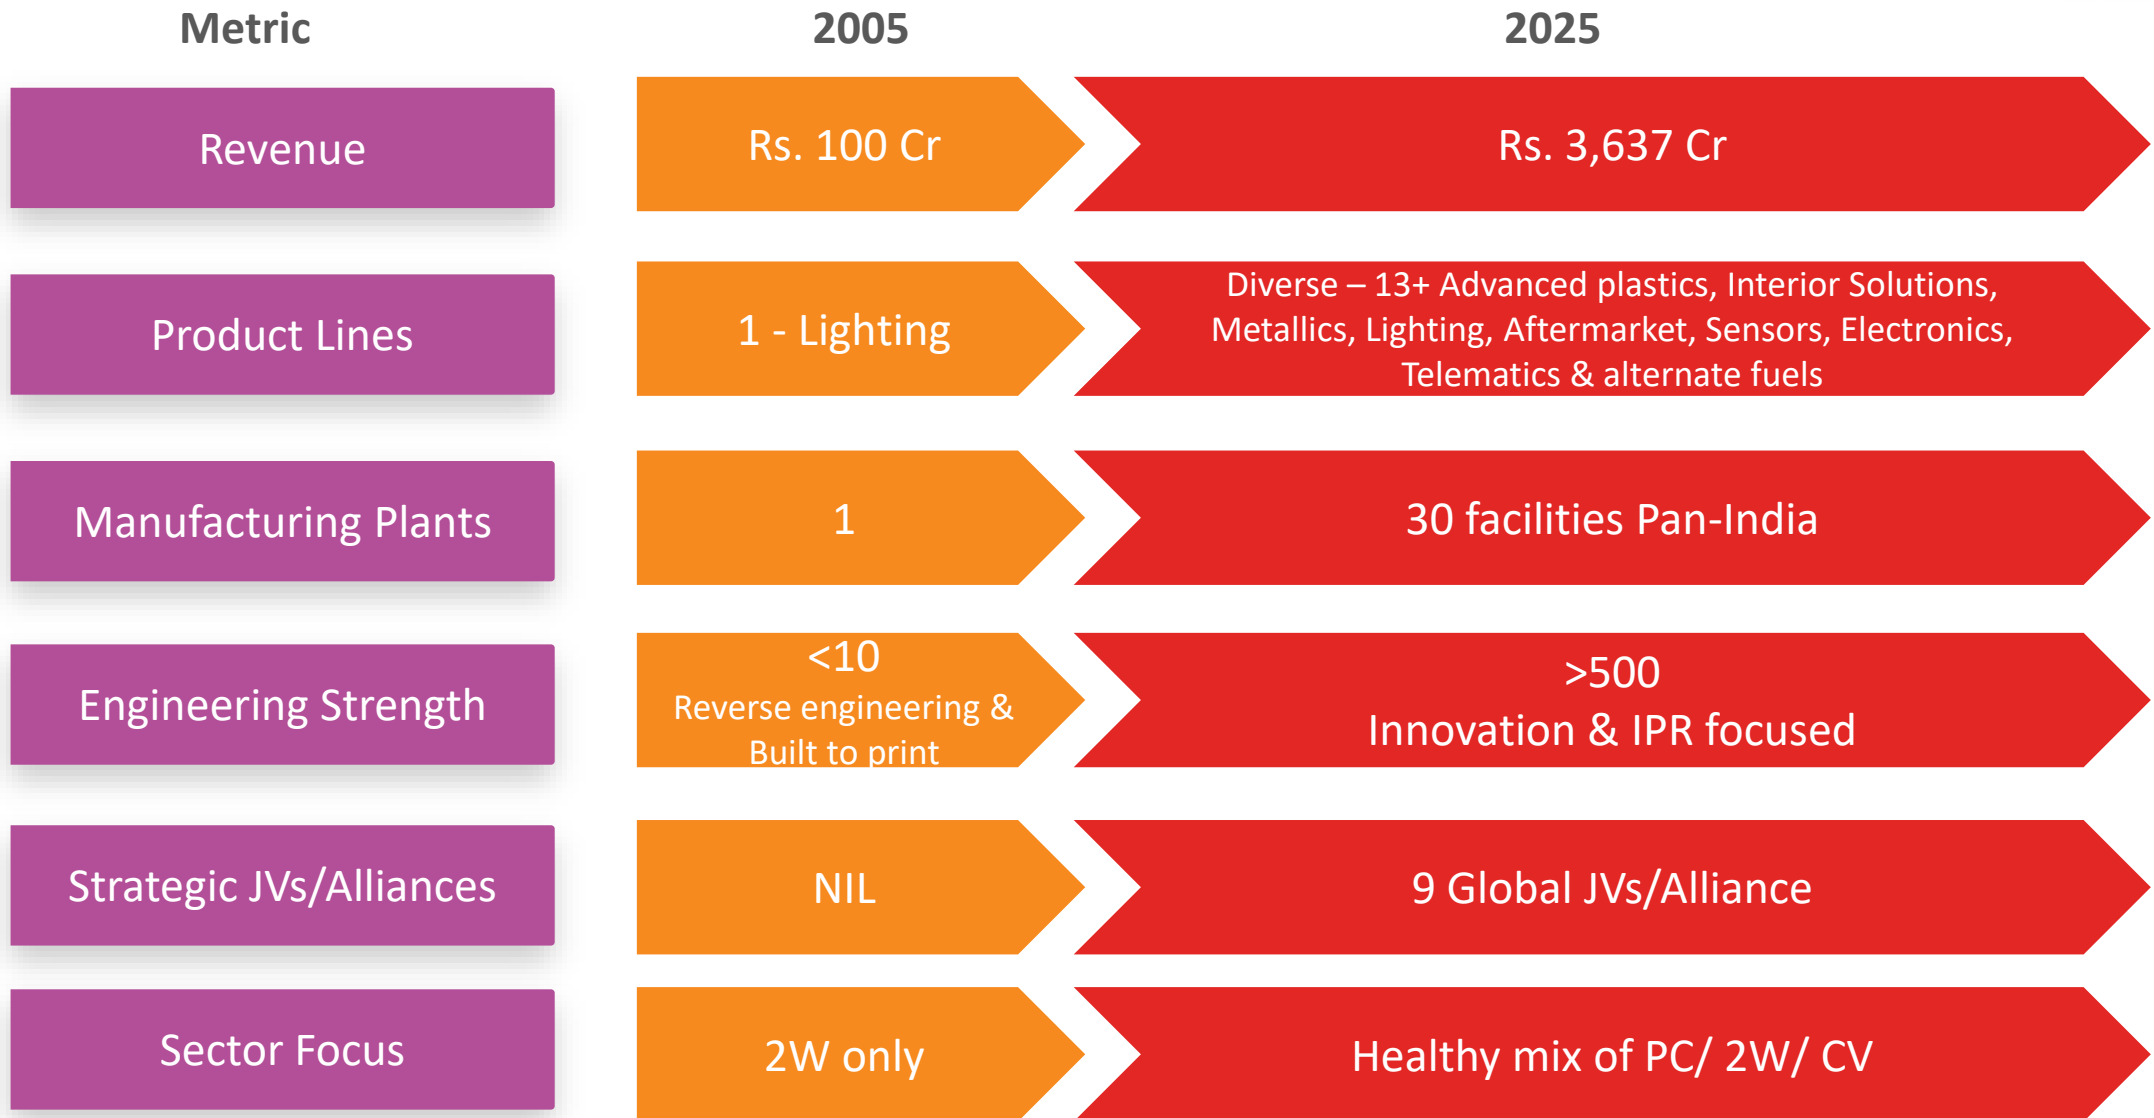 Metric 2005 2025
Revenue Rs. 100 Cr Rs. 3,637 Cr
Product Lines 1 - Lighting
Diverse – 13+ Advanced plastics, Interior Solutions,
Metallics, Lighting, Aftermarket, Sensors, Electronics,
Telematics & alternate fuels
Manufacturing Plants 1 30 facilities Pan-India
Engineering Strength
<10
Reverse engineering &
Built to print
>500
Innovation & IPR focused
Strategic JVs/Alliances NIL 9 Global JVs/Alliance
Sector Focus 2W only Healthy mix of PC/ 2W/ CV